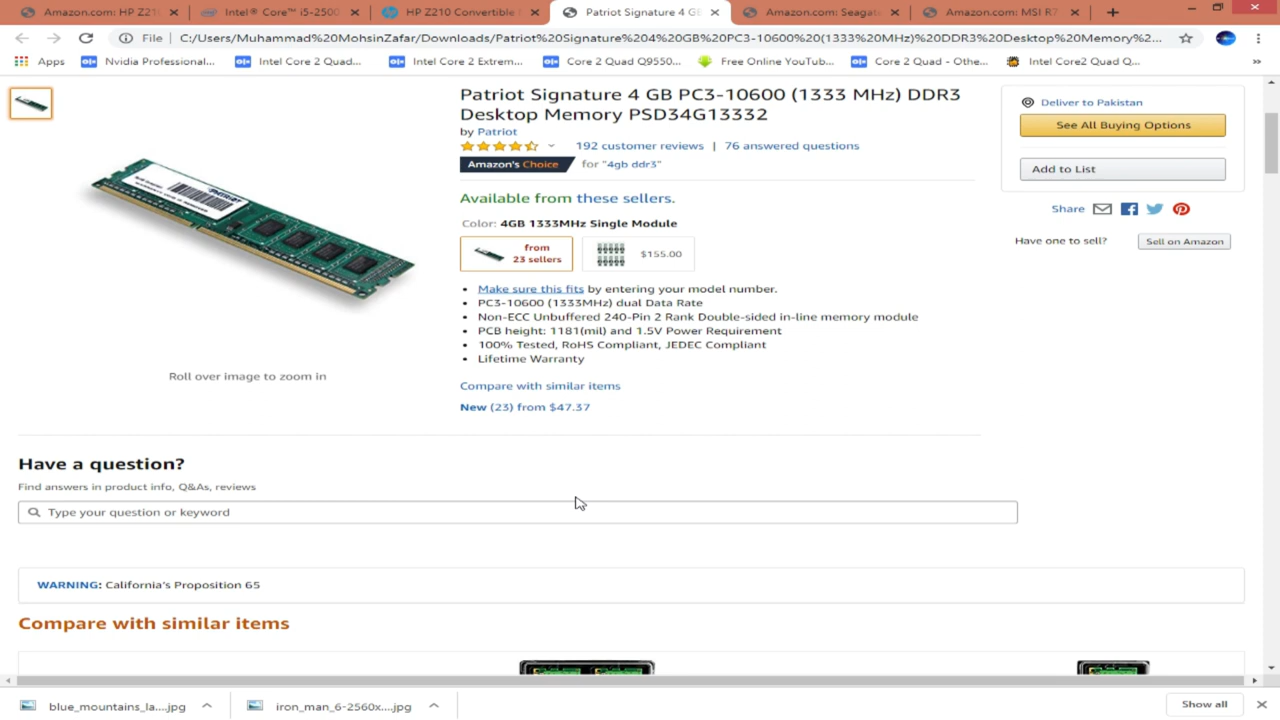 Amazon.com: HP Z21
Intel® Core™ i5-2500
HP Z210 Convertible
Patriot Signature 4 G
Amazon.com: Seagat
Amazon.com: MSI R7
File
C:/Users/Muhammad%20MohsinZafar/Downloads/Patriot%20Signature%204%20GB%20PC3-10600%20(1333%20MHz)%20DDR3%20Desktop%20Memory%2...
Apps
Nvidia Professional...
Intel Core 2 Quad...
Intel Core 2 Extrem...
Core 2 Quad Q9550...
Free Online YouTub...
Core 2 Quad - Othe...
Intel Core2 Quad Q...
»
Patriot Signature 4 GB PC3-10600 (1333 MHz) DDR3
Desktop Memory PSD34G13332
by Patriot
192 customer reviews | 76 answered questions
Amazon's Choice for "4gb ddr3"
Available from these sellers.
Color: 4GB 1333MHz Single Module
from
23 sellers
$155.00
• Make sure this fits by entering your model number.
• PC3-10600 (1333MHz) dual Data Rate
• Non-ECC Unbuffered 240-Pin 2 Rank Double-sided in-line memory module
• PCB height: 1181(mil) and 1.5V Power Requirement
• 100% Tested, RoHS Compliant, JEDEC Compliant
• Lifetime Warranty
Compare with similar items
New (23) from $47.37
PATRIOT
Roll over image to zoom in
Deliver to Pakistan
See All Buying Options
Add to List
Share
Have one to sell?
Sell on Amazon
Have a question?
Find answers in product info, Q&As, reviews
Type your question or keyword
WARNING: California's Proposition 65
Compare with similar items
blue_mountains_la....jpg
iron_man_6-2560x....jpg
Show all